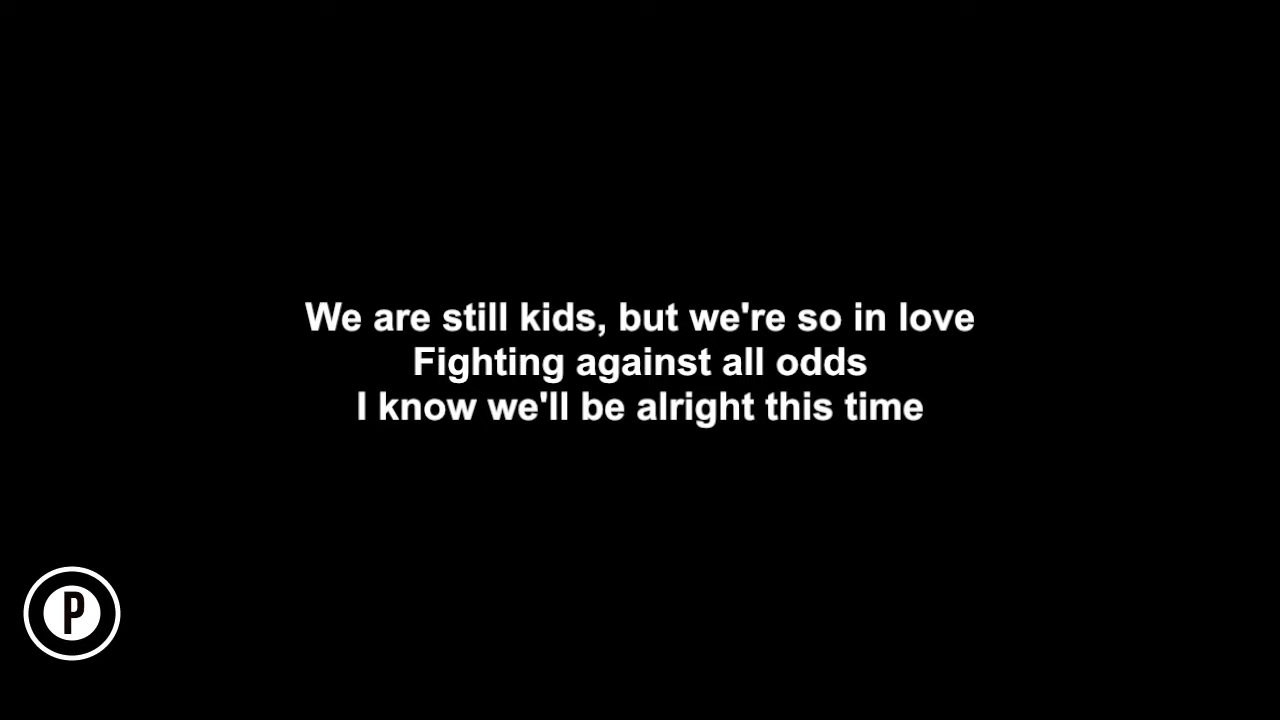 We are still kids, but we're so in love
Fighting against all odds
I know we'll be alright this time
P